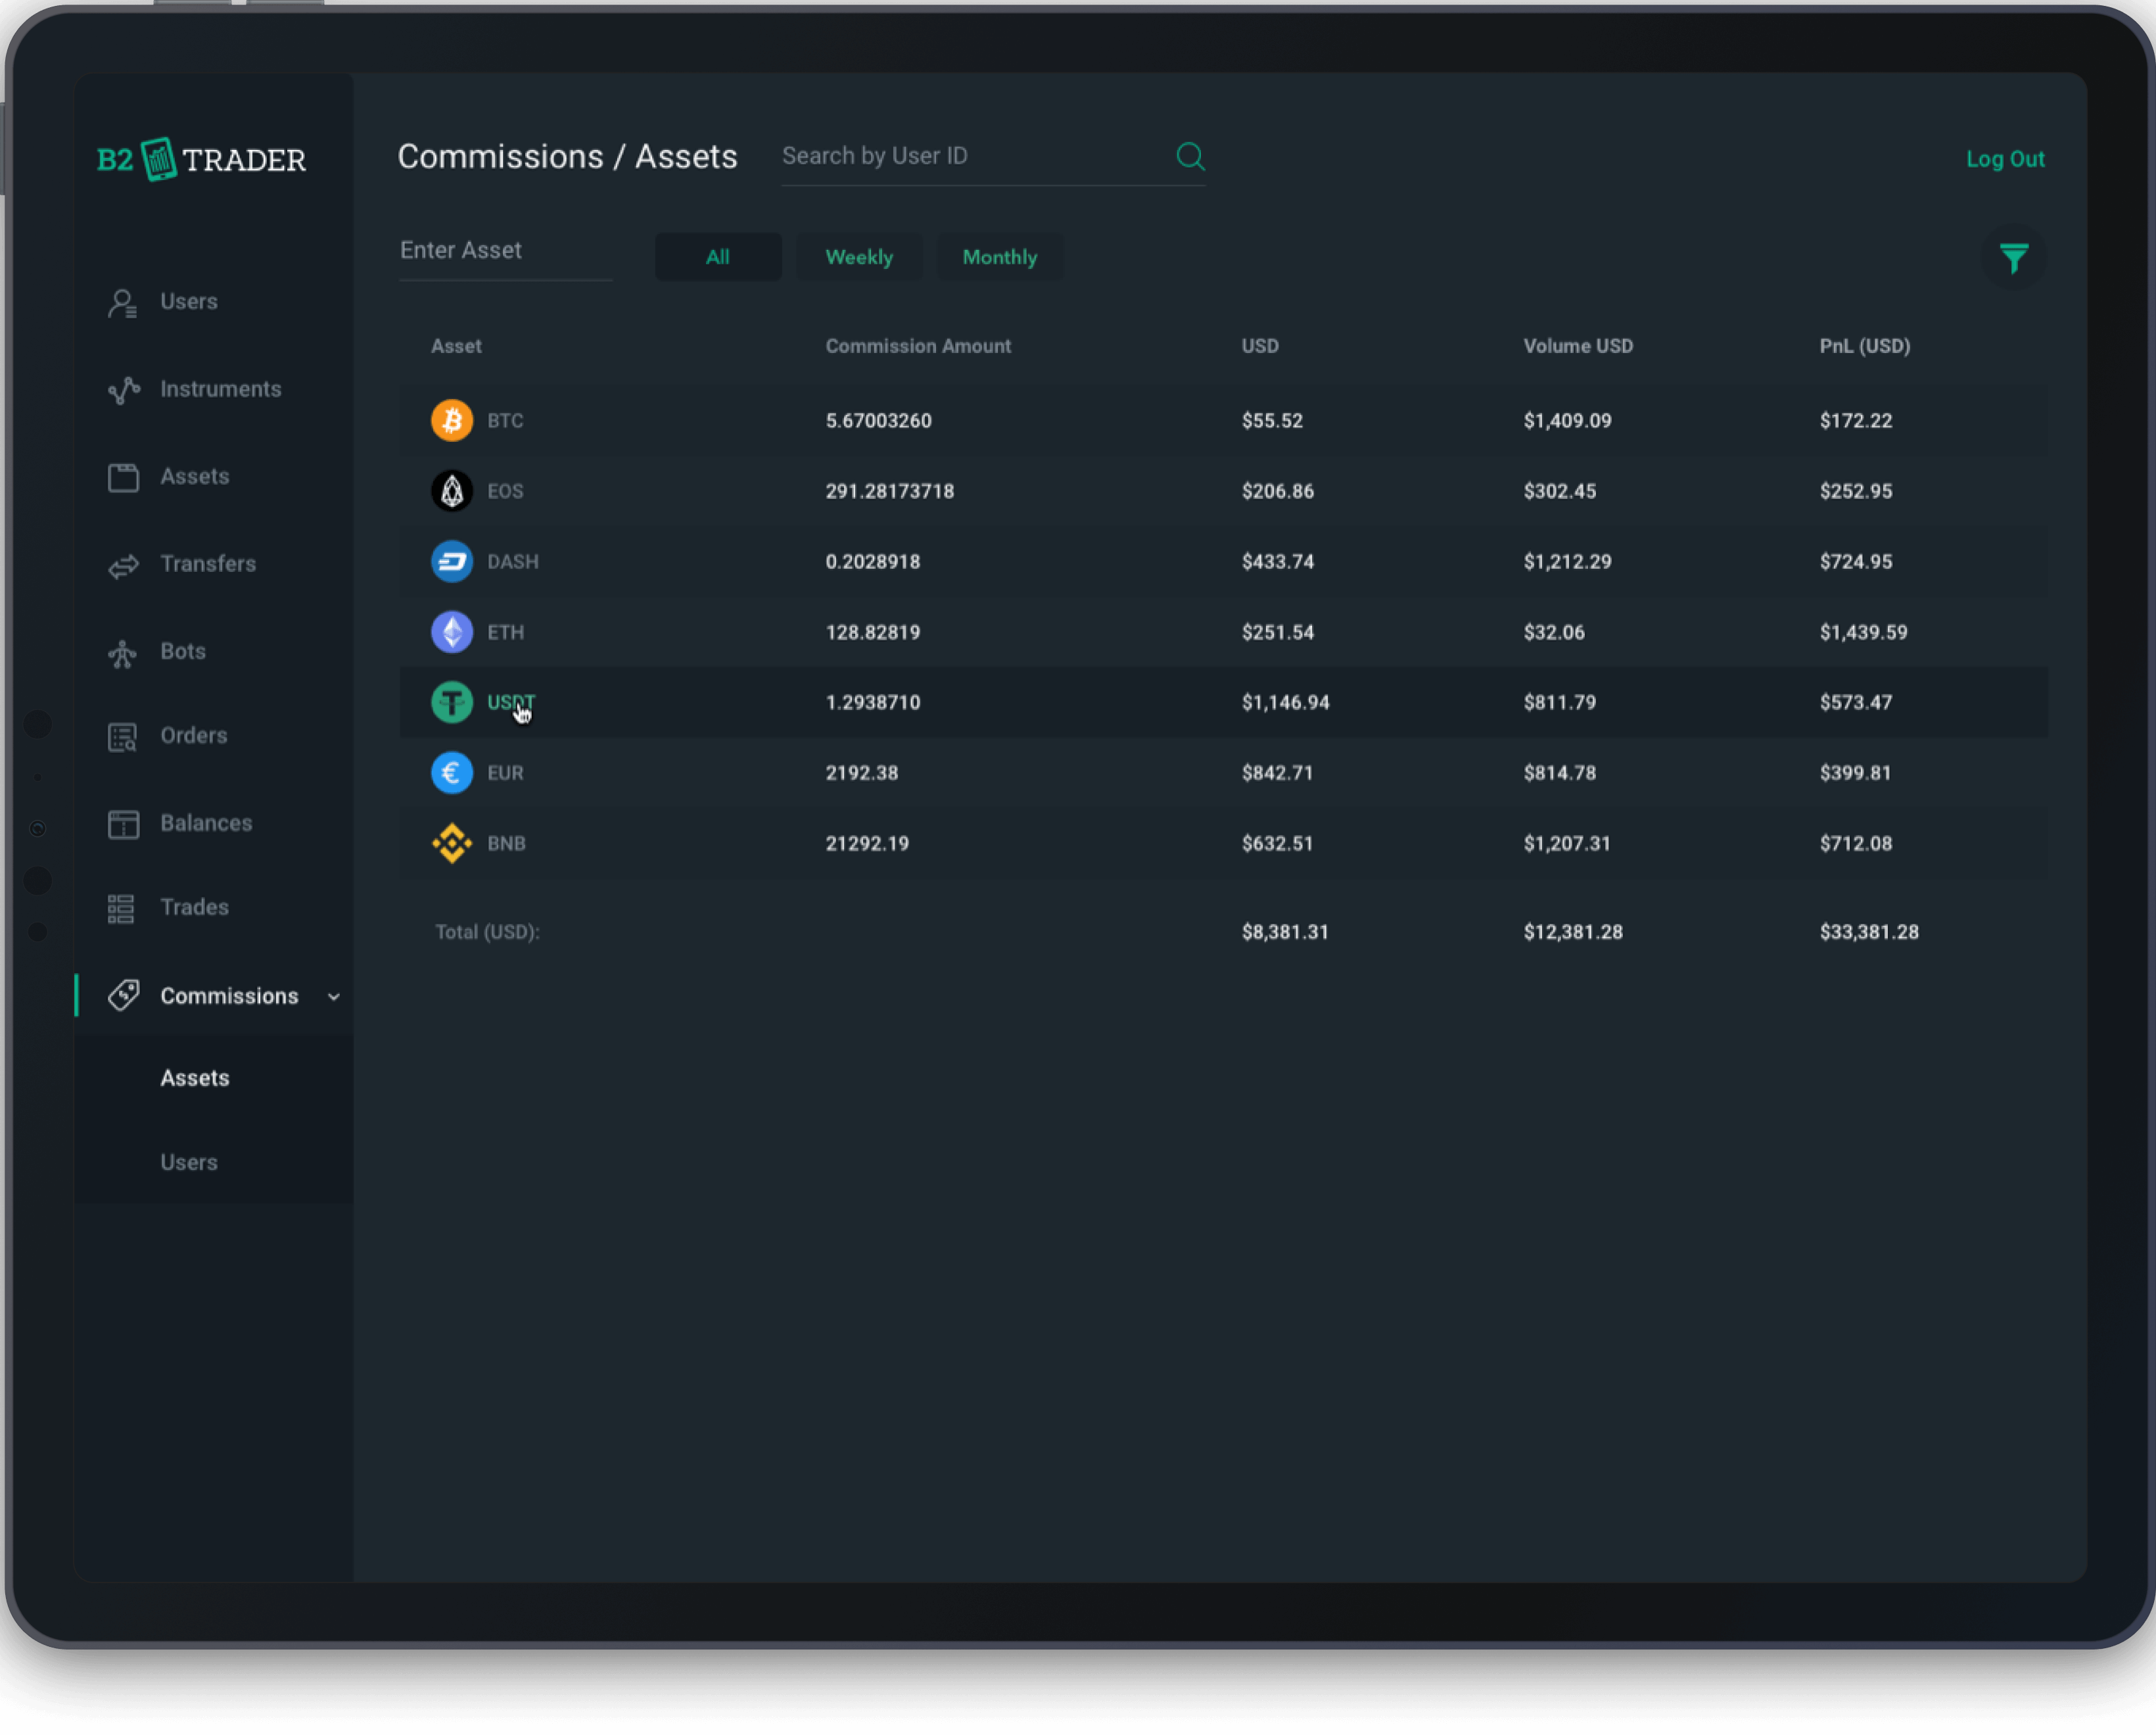 B2 TRADER
Commissions / Assets
Search by User ID
Log Out
Enter Asset
All
Weekly
Monthly
Users
Instruments
Assets
Transfers
Bots
Orders
Balances
Trades
Commissions
Assets
Users
Asset Commission Amount USD Volume USD PnL (USD)
BTC 5.67003260 $55.52 $1,409.09 $172.22
EOS 291.28173718 $206.86 $302.45 $252.95
DASH 0.2028918 $433.74 $1,212.29 $724.95
ETH 128.82819 $251.54 $32.06 $1,439.59
USDT 1.2938710 $1,146.94 $811.79 $573.47
EUR 2192.38 $842.71 $814.78 $399.81
BNB 21292.19 $632.51 $1,207.31 $712.08
Total (USD): $8,381.31 $12,381.28 $33,381.28